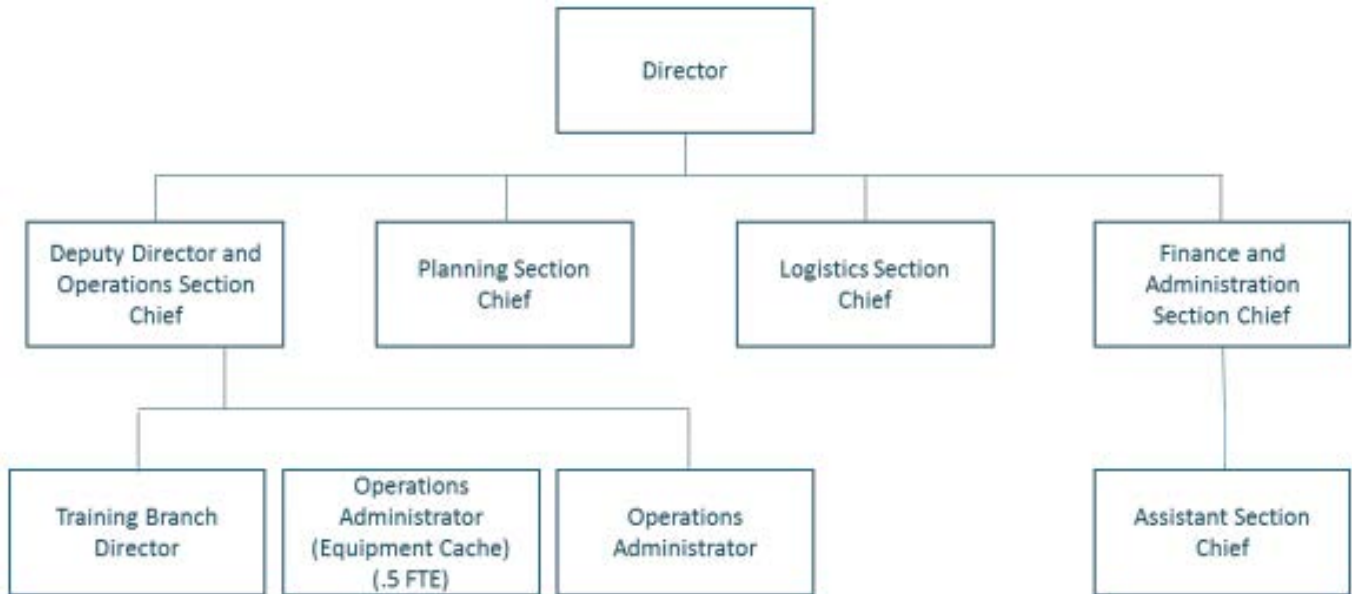 Director
Deputy Director and
Operations Section
Chief
Planning Section
Chief
Logistics Section
Chief
Finance and
Administration
Section Chief
Training Branch
Director
Operations
Administrator
(Equipment Cache)
(.5 FTE)
Operations
Administrator
Assistant Section
Chief